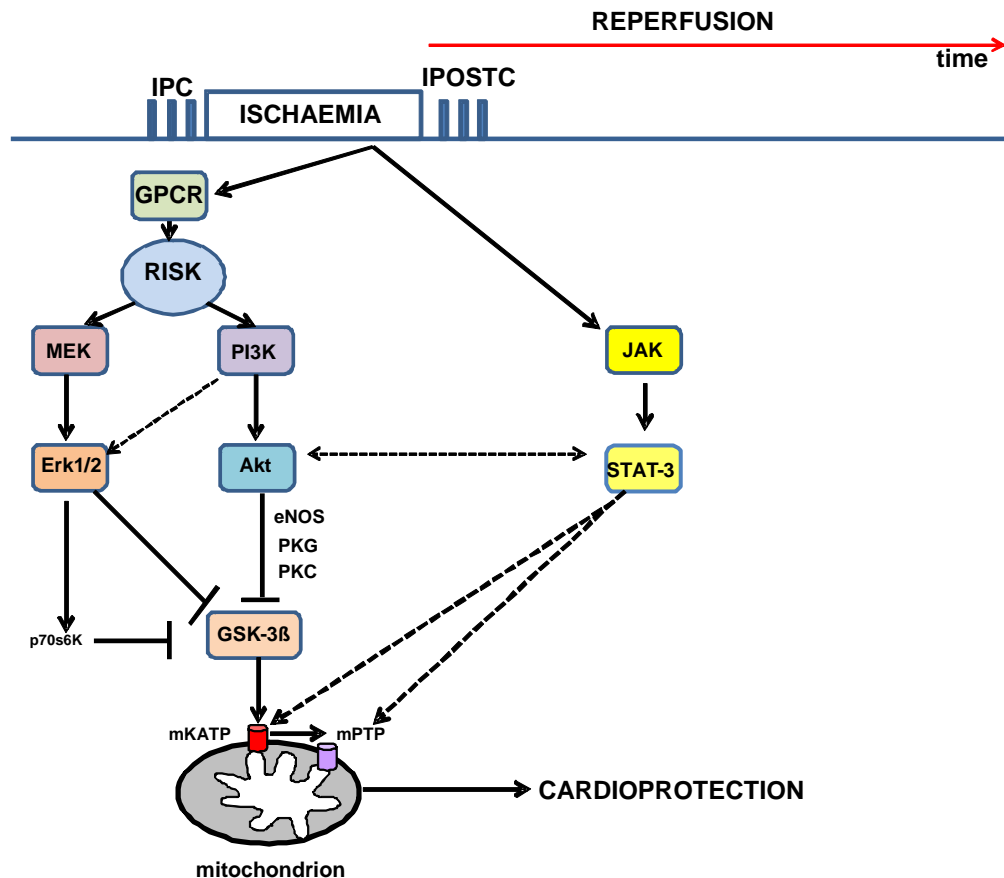 REPERFUSION
time
IPC
IPOSTC
ISCHAEMIA
GPCR
RISK
MEK
PI3K
JAK
Erk1/2
Akt
STAT-3
eNOS
PKG
PKC
p70s6K
GSK-3ß
mKATP
mPTP
CARDIOPROTECTION
mitochondrion